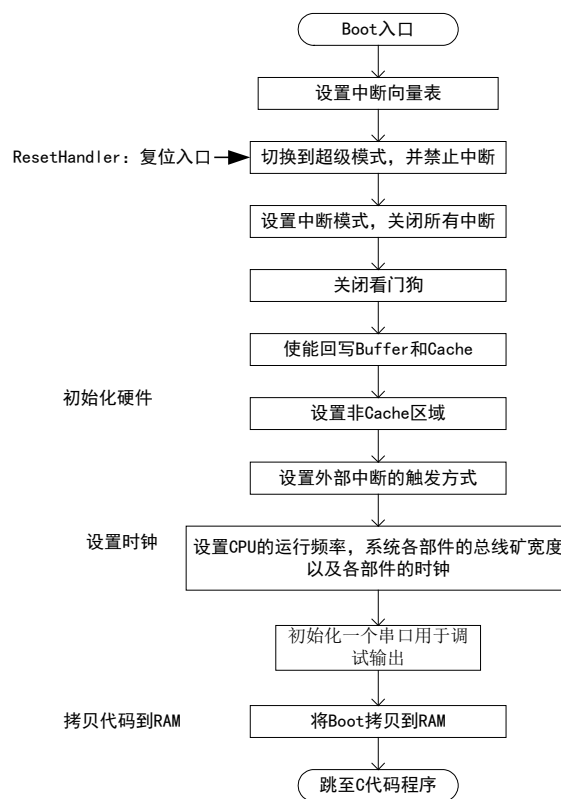 Boot入口
设置中断向量表
ResetHandler：复位入口
切换到超级模式，并禁止中断
设置中断模式，关闭所有中断
关闭看门狗
使能回写Buffer和Cache
初始化硬件
设置非Cache区域
设置外部中断的触发方式
设置时钟
设置CPU的运行频率，系统各部件的总线矿宽度
以及各部件的时钟
初始化一个串口用于调
试输出
拷贝代码到RAM
将Boot拷贝到RAM
跳至C代码程序